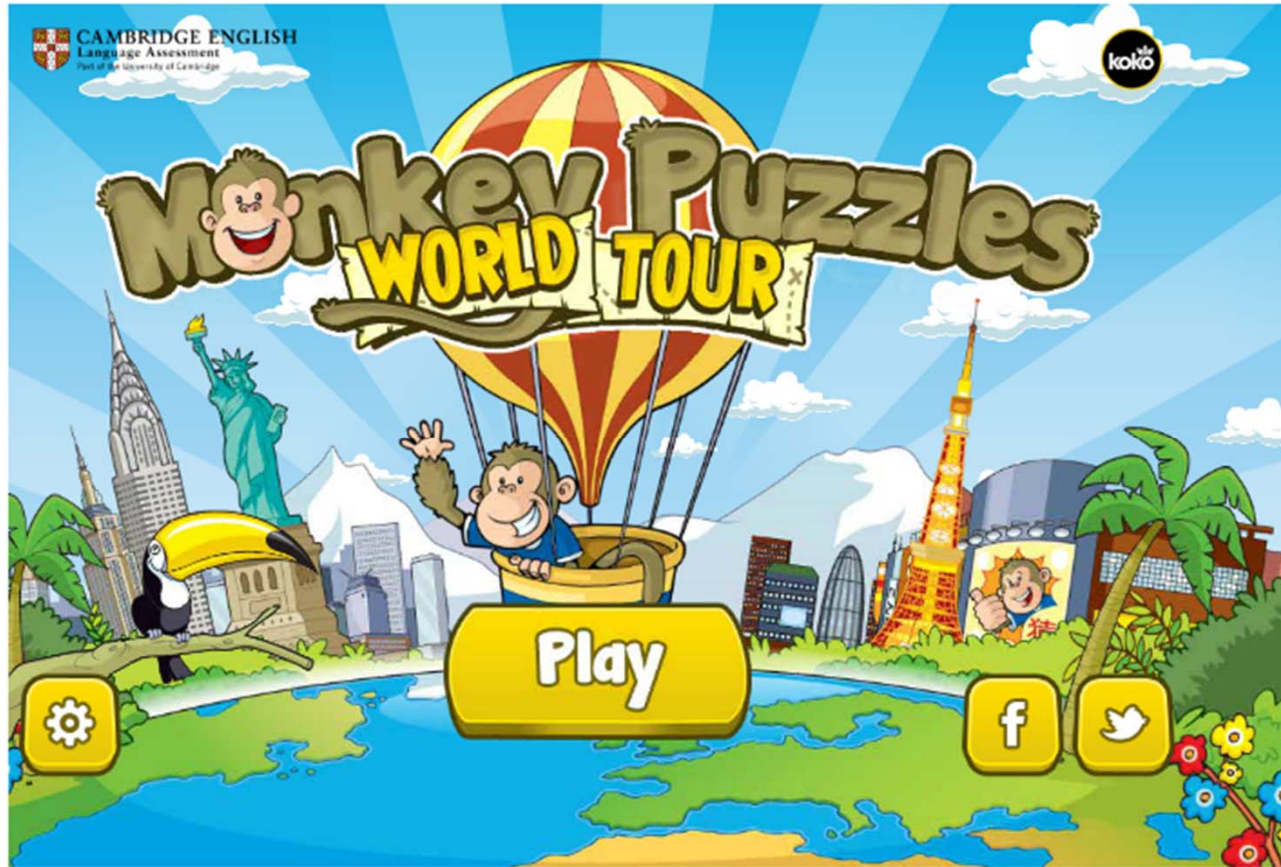 CAMBRIDGE ENGLISH
Language Assessment
Part of the University of Cambridge
koko
Monkey Puzzles
WORLD TOUR
Play
f